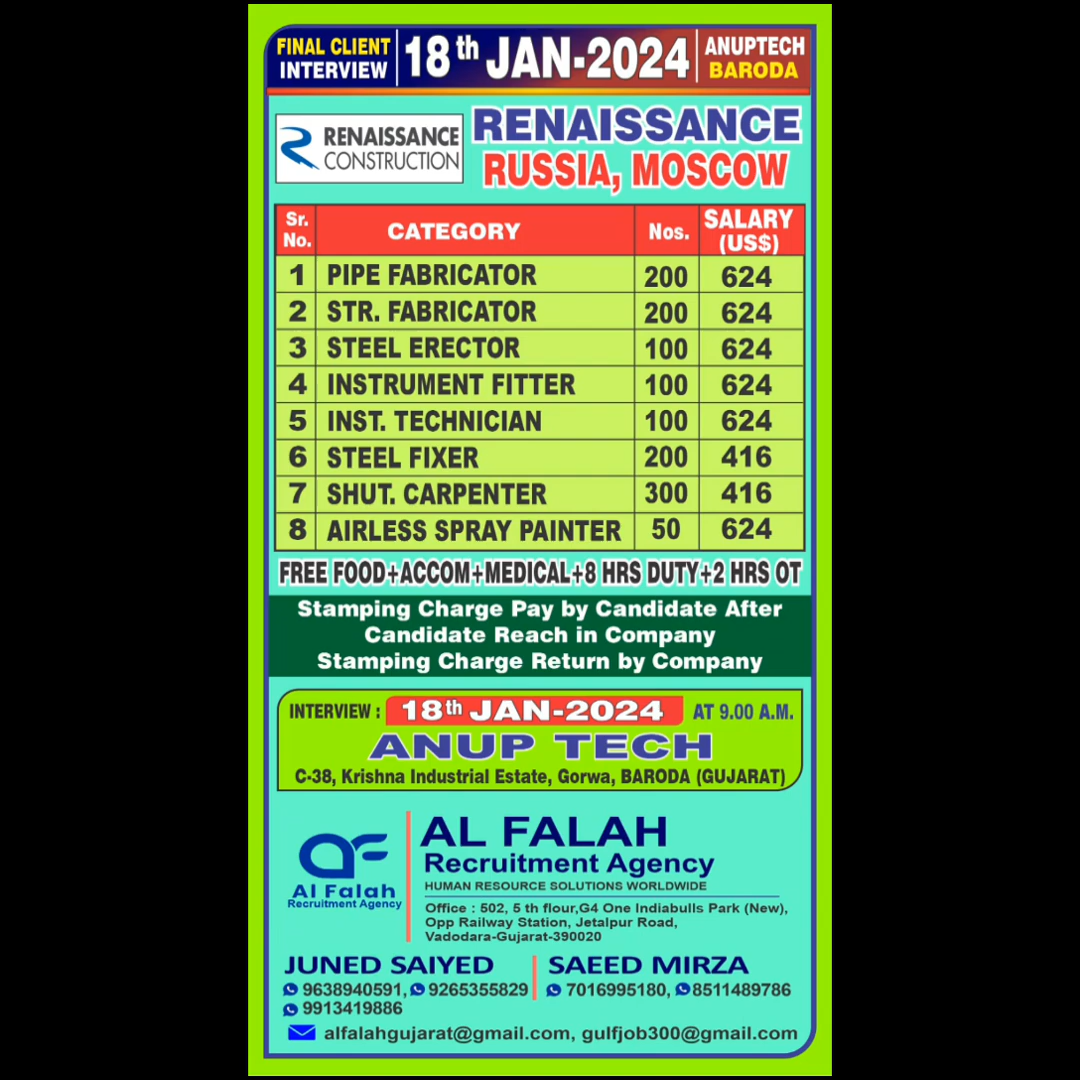 FINAL CLIENT INTERVIEW
18th JAN-2024
ANUPTECH BARODA
RENAISSANCE CONSTRUCTION
RENAISSANCE
RUSSIA, MOSCOW
Sr. No. CATEGORY Nos. SALARY (US$)
1 PIPE FABRICATOR 200 624
2 STR. FABRICATOR 200 624
3 STEEL ERECTOR 100 624
4 INSTRUMENT FITTER 100 624
5 INST. TECHNICIAN 100 624
6 STEEL FIXER 200 416
7 SHUT. CARPENTER 300 416
8 AIRLESS SPRAY PAINTER 50 624
FREE FOOD+ACCOM+MEDICAL+8 HRS DUTY+2 HRS OT
Stamping Charge Pay by Candidate After
Candidate Reach in Company
Stamping Charge Return by Company
INTERVIEW : 18th JAN-2024 AT 9.00 A.M.
ANUP TECH
C-38, Krishna Industrial Estate, Gorwa, BARODA (GUJARAT)
Al Falah
Recruitment Agency
AL FALAH
Recruitment Agency
HUMAN RESOURCE SOLUTIONS WORLDWIDE
Office : 502, 5 th flour,G4 One Indiabulls Park (New),
Opp Railway Station, Jetalpur Road,
Vadodara-Gujarat-390020
JUNED SAIYED
9638940591, 9265355829
9913419886
SAEED MIRZA
7016995180, 8511489786
alfalahgujarat@gmail.com, gulfjob300@gmail.com